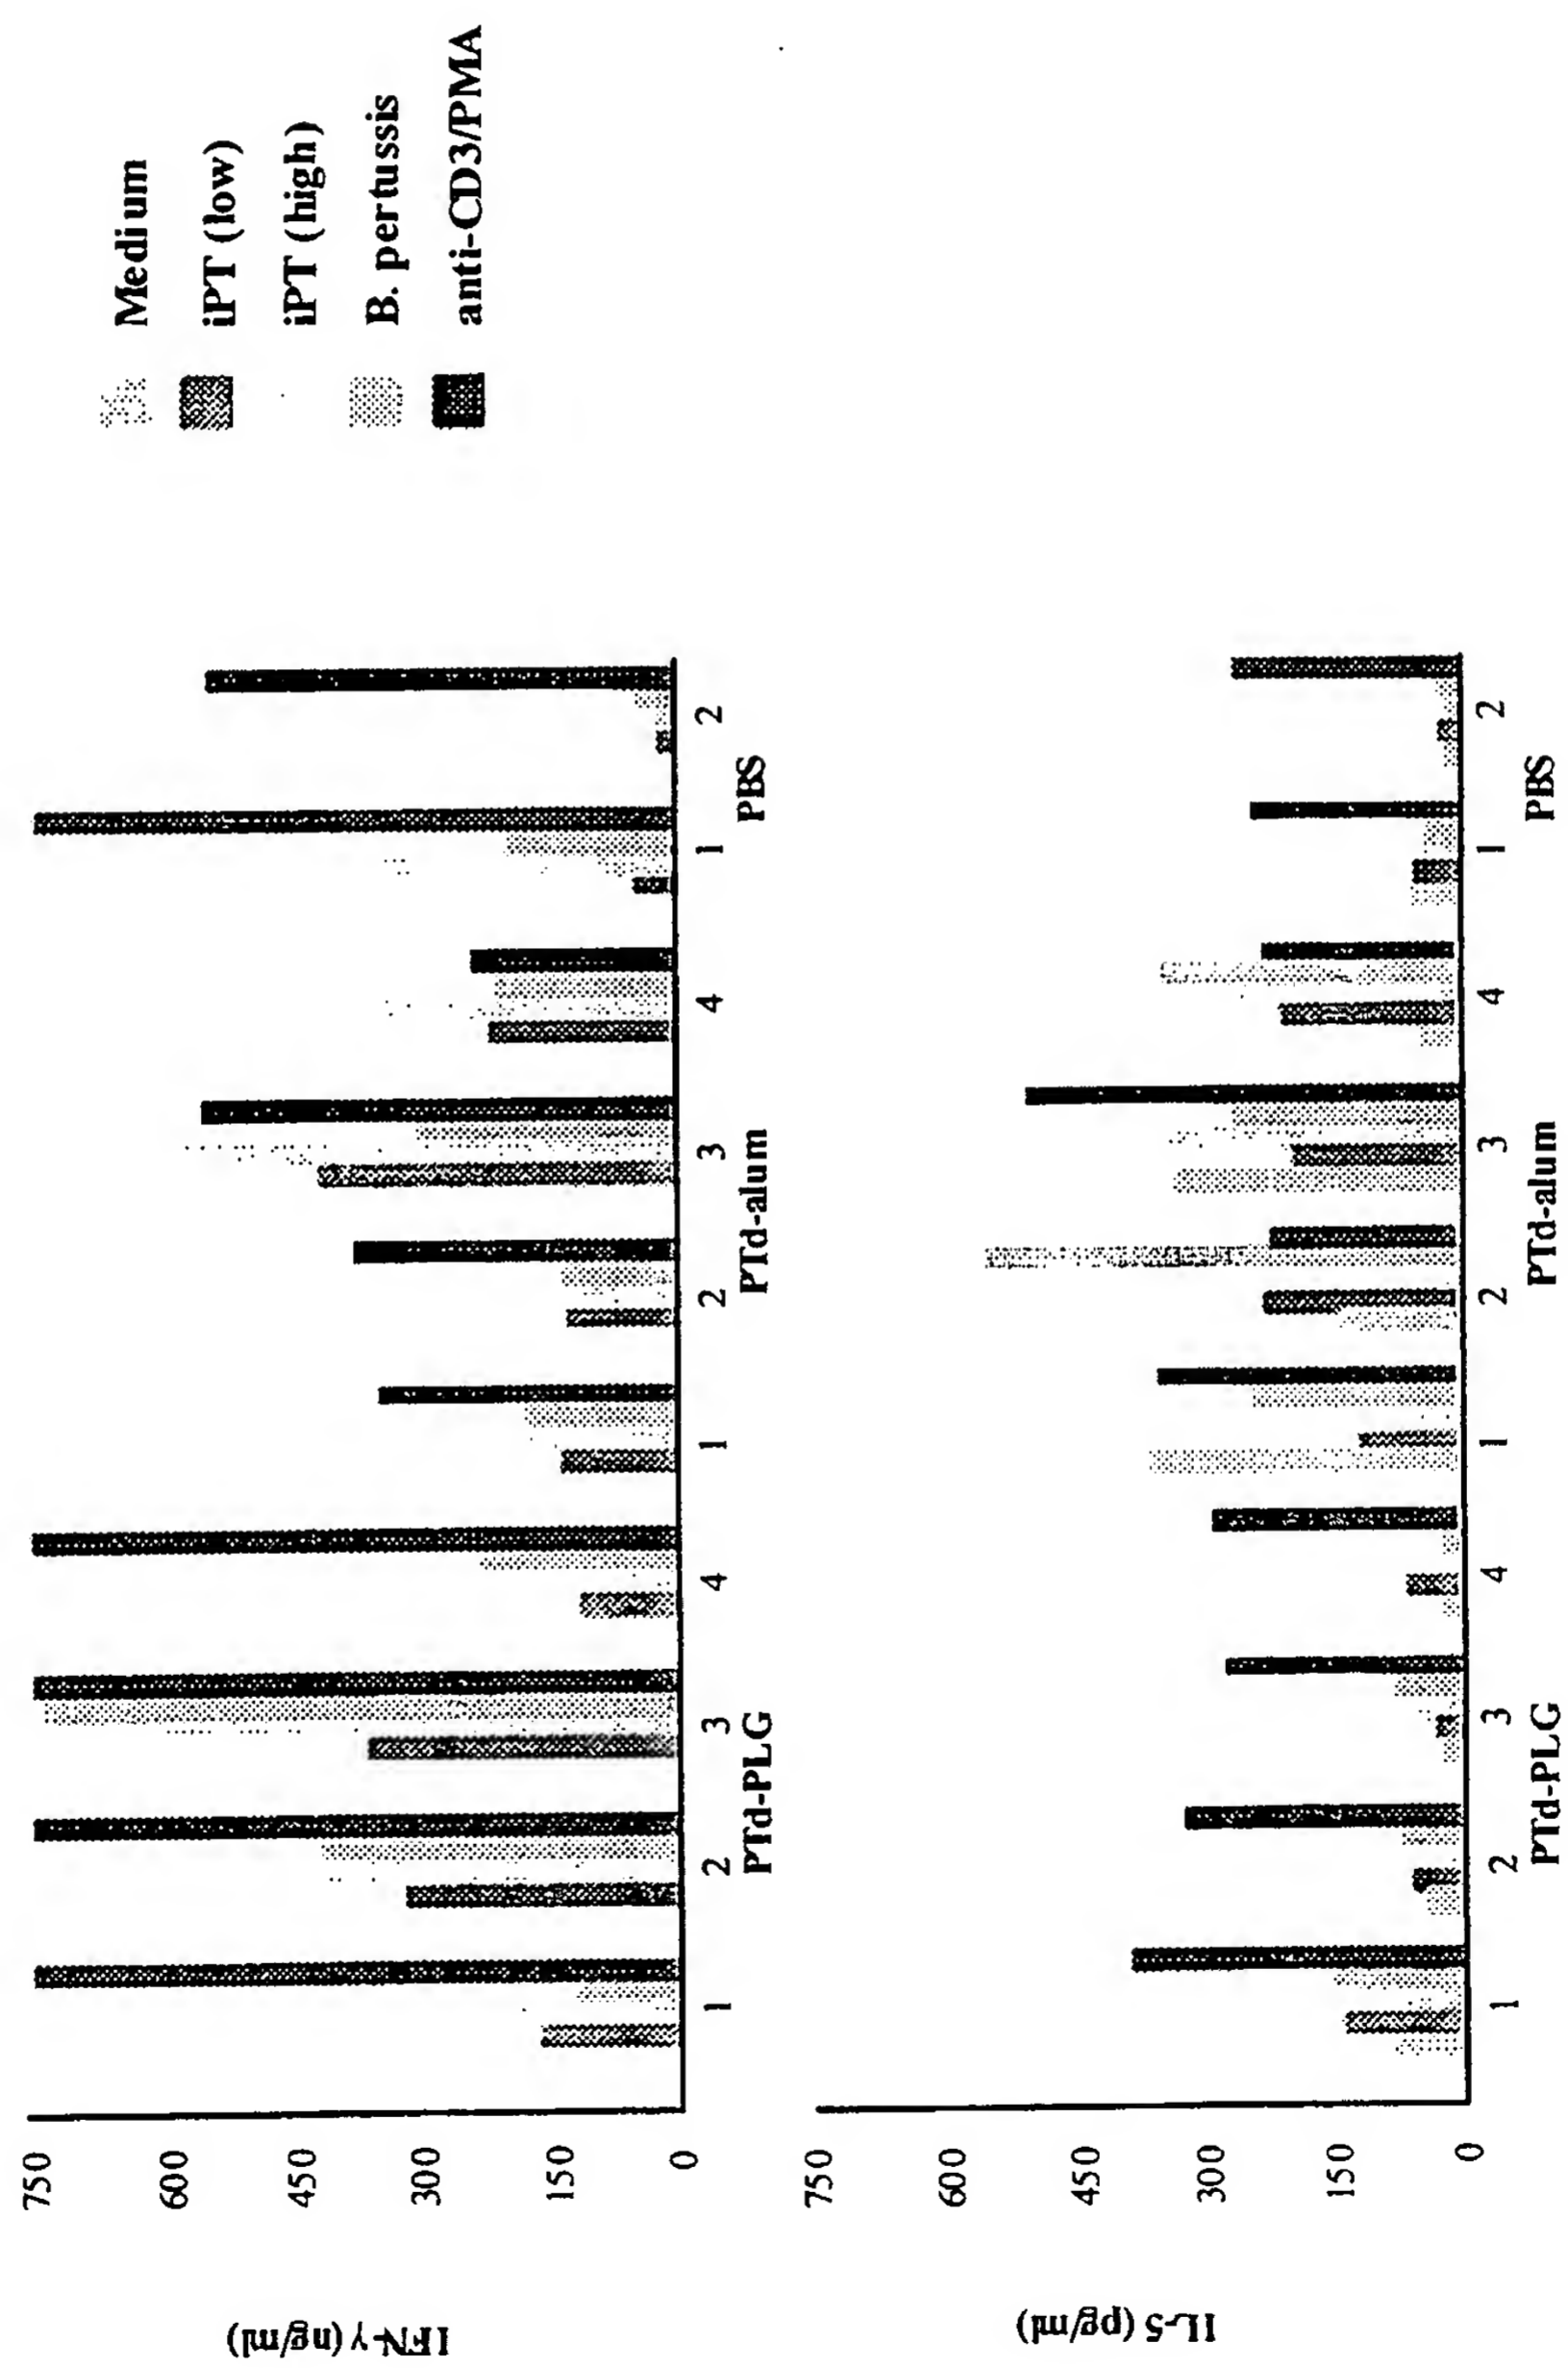 IFN-γ (ng/ml)
750
600
450
300
150
0
1
2
3
4
1
2
3
4
1
2
PTd-PLG
PTd-alum
PBS
Medium
iPT (low)
iPT (high)
B. pertussis
anti-CD3/PMA
IL-5 (pg/ml)
750
600
450
300
150
0
1
2
3
4
1
2
3
4
1
2
PTd-PLG
PTd-alum
PBS